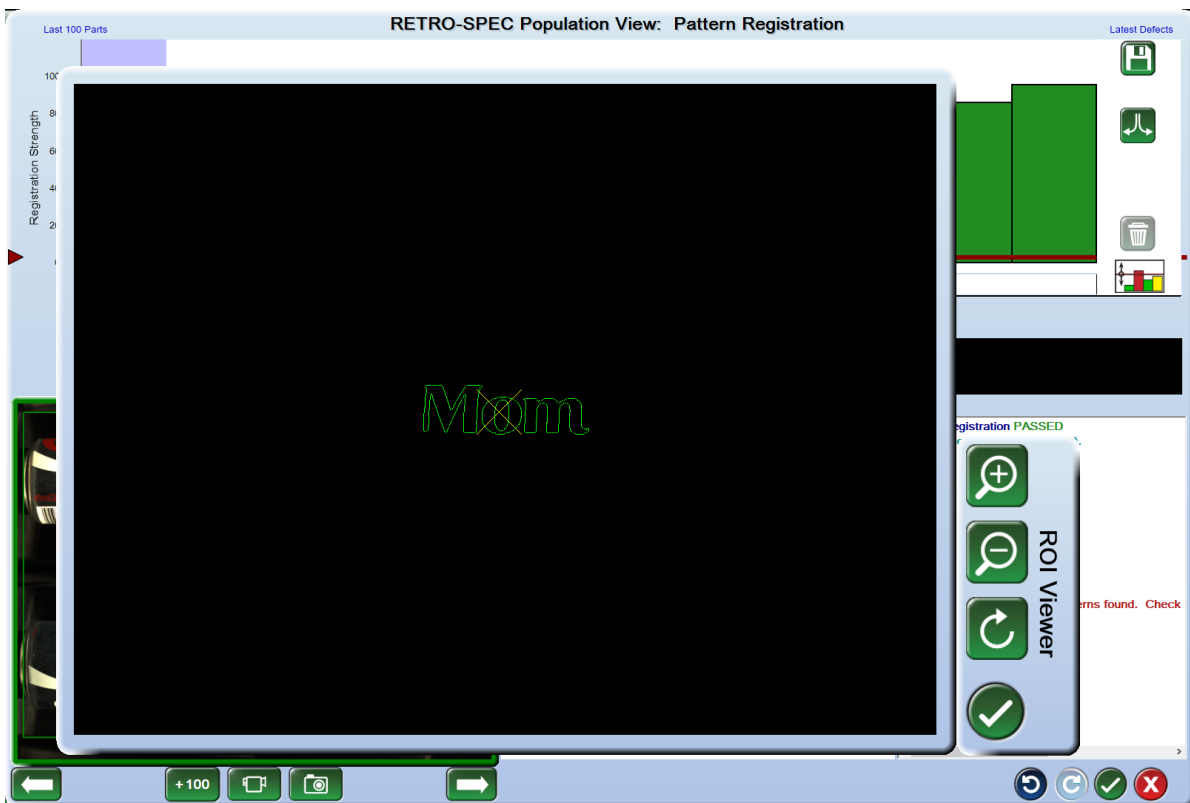 RETRO-SPEC Population View: Pattern Registration
Last 100 Parts
Latest Defects
Registration Strength
Mom
egistration PASSED
erns found. Check
ROI Viewer
+100